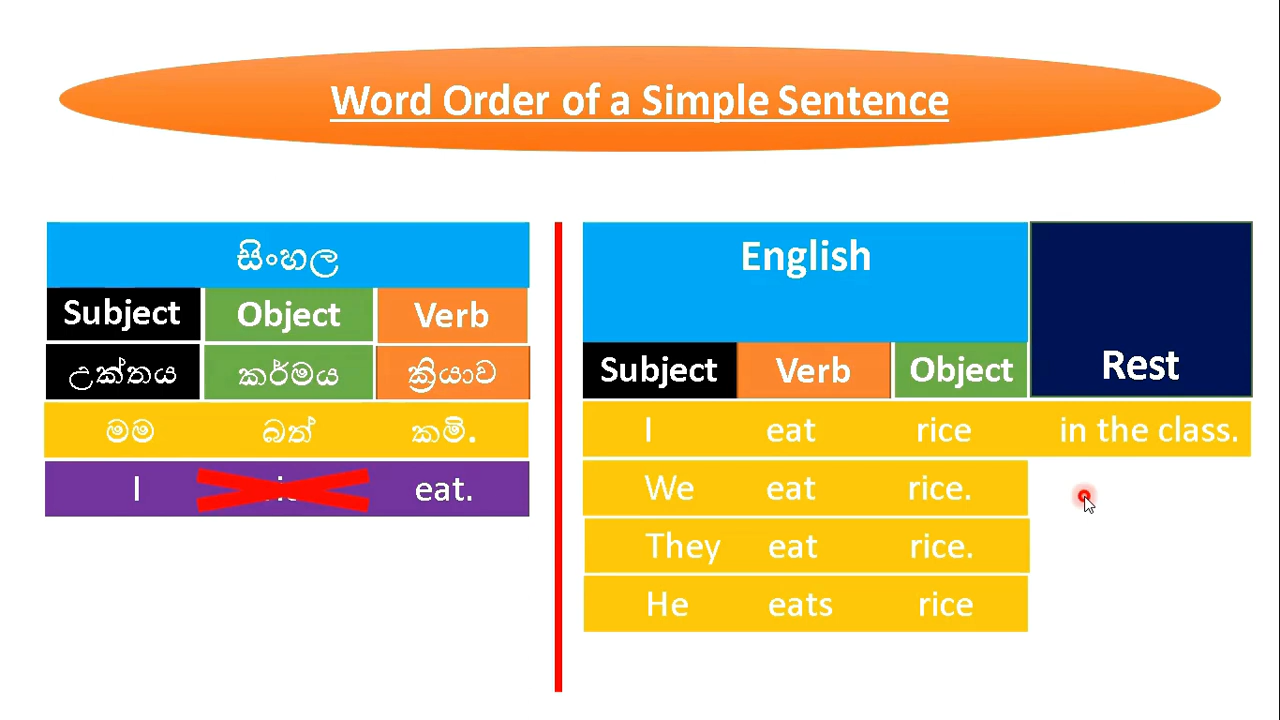 Word Order of a Simple Sentence
සිංහල
Subject Object Verb
උක්තය කර්මය ක්‍රියාව
මම බත් කමි.
I eat.
English
Rest
Subject Verb Object
I eat rice in the class.
We eat rice.
They eat rice.
He eats rice